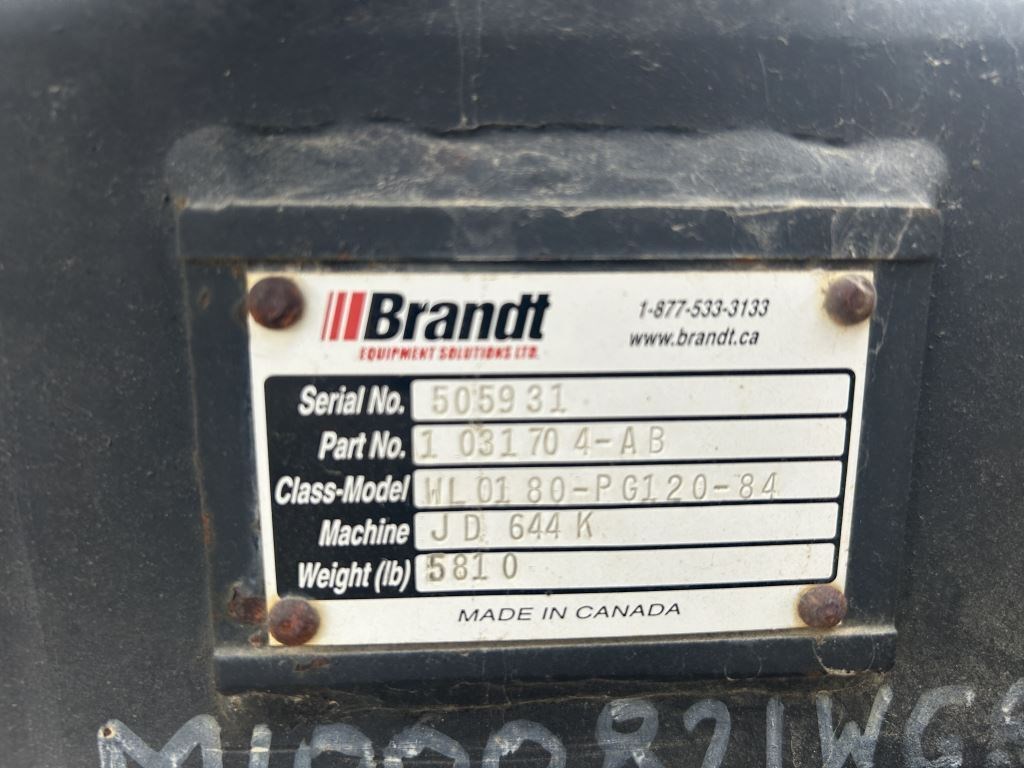 Brandt
EQUIPMENT SOLUTIONS LTD.
1-877-533-3133
www.brandt.ca
Serial No. 505931
Part No. 1031704-AB
Class-Model WL0180-PG120-84
Machine JD 644K
Weight (lb) 5810
MADE IN CANADA